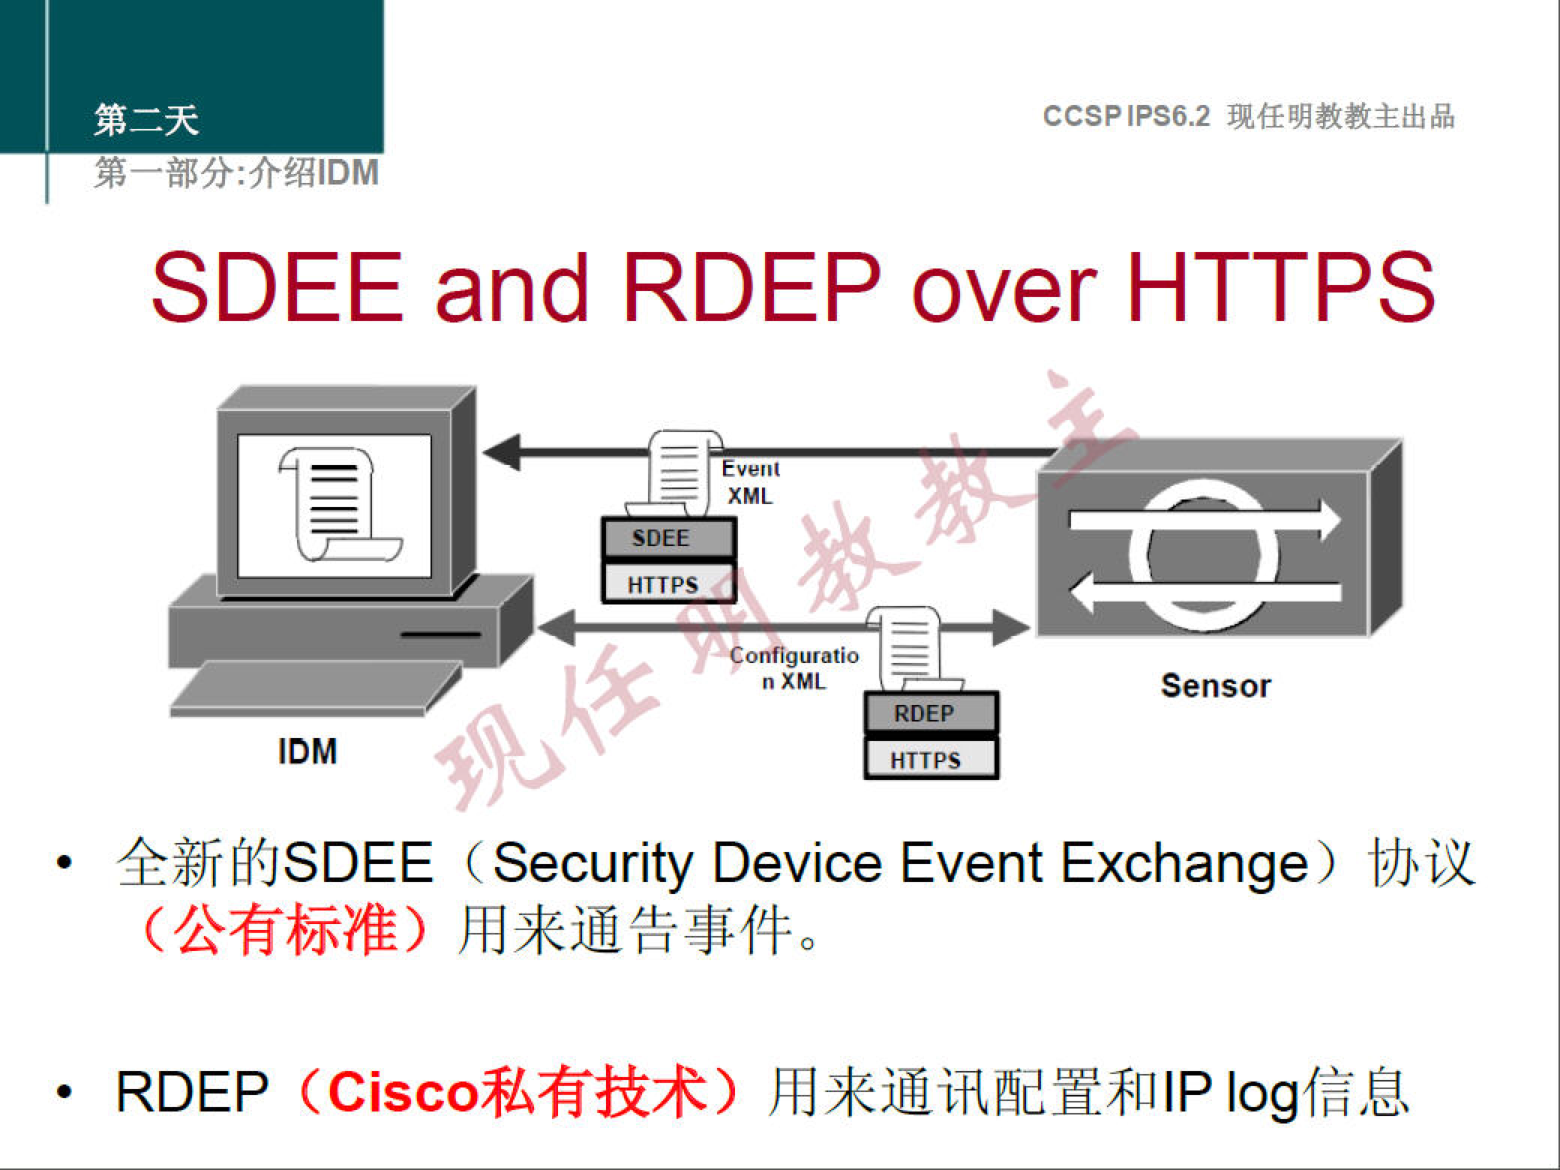 第二天
CCSP IPS6.2 现任明教教主出品
第一部分:介绍IDM
SDEE and RDEP over HTTPS
Event
XML
SDEE
HTTPS
Configuratio
n XML
RDEP
HTTPS
Sensor
IDM
现任明教教主
• 全新的SDEE（Security Device Event Exchange）协议
（公有标准）用来通告事件。
• RDEP（Cisco私有技术）用来通讯配置和IP log信息